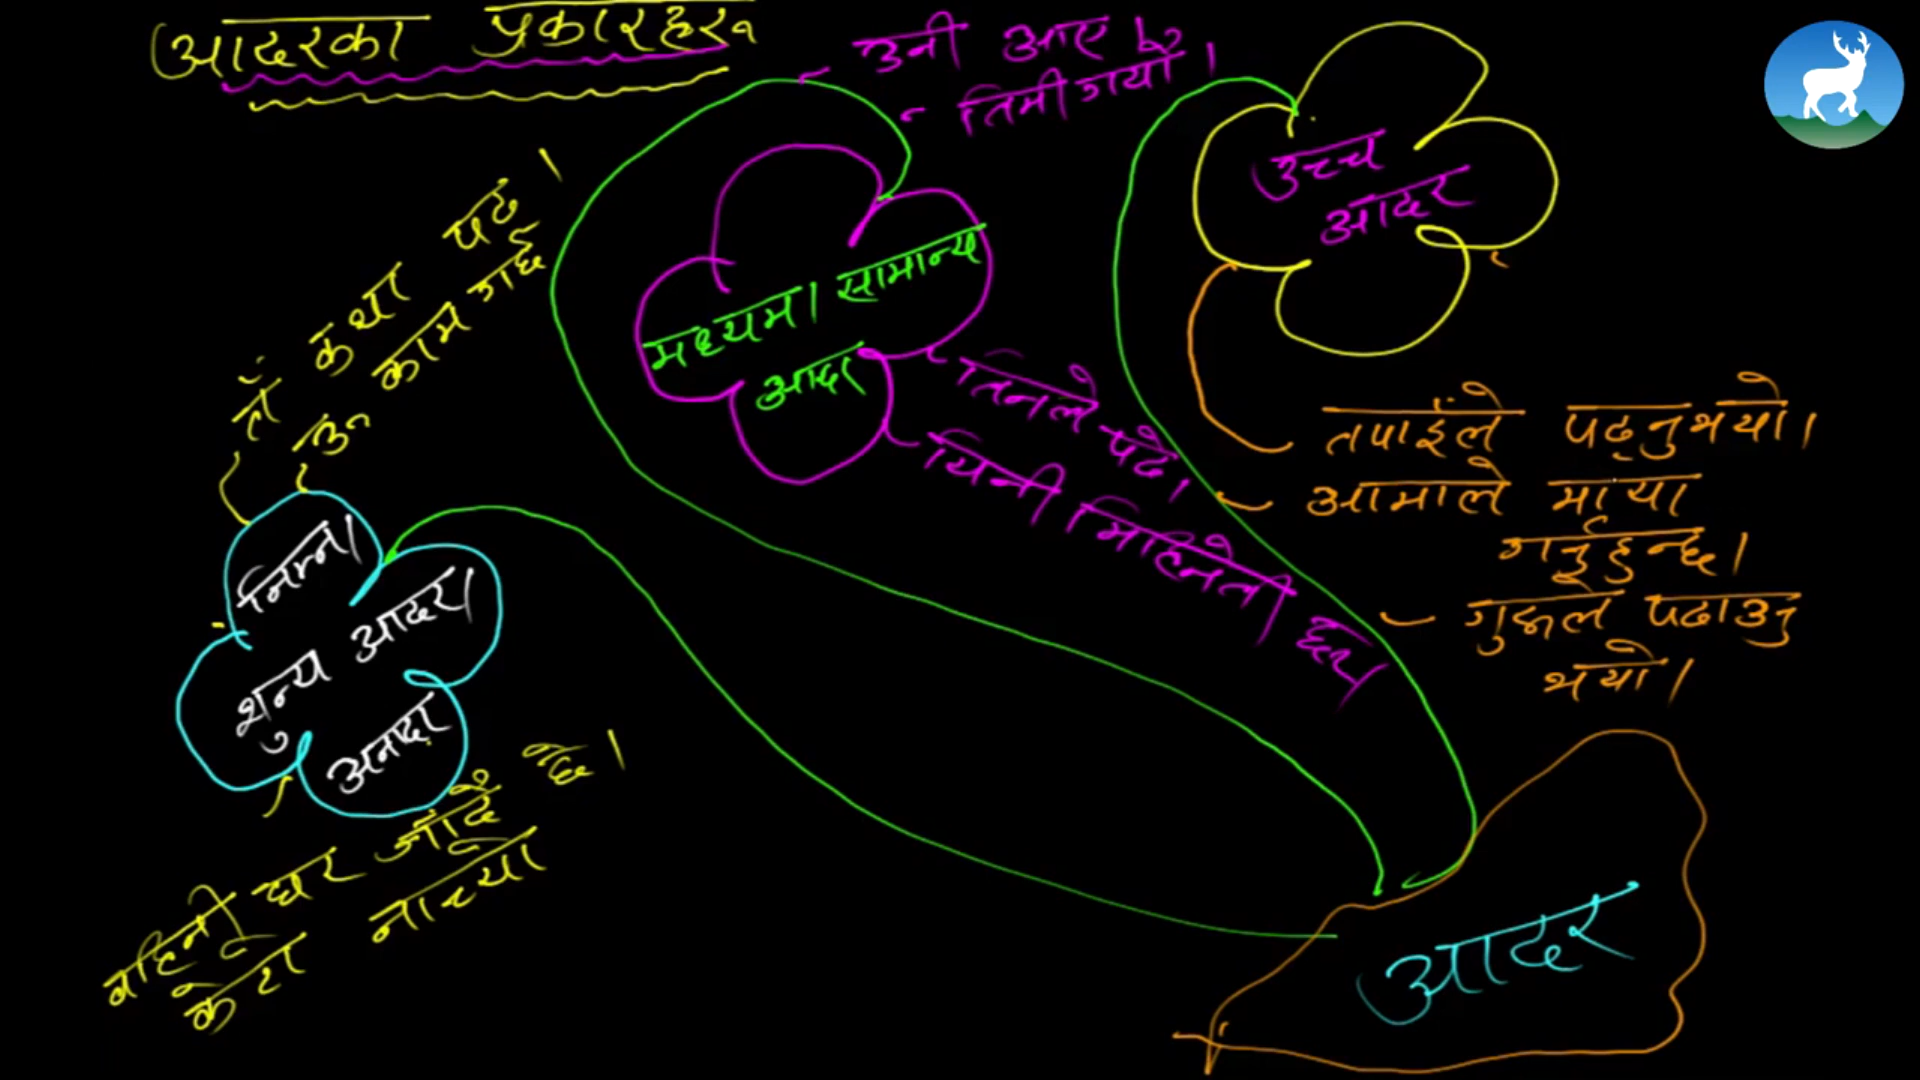 आदरका प्रकारहरू
उनी आए ।
तिमी गयौ ।
उच्च
आदर
मध्यम। सामान्य
आदर
तँ कथा पढ ।
ऊ काम गर्छ
तिनले पढे।
यिनी मिहिनेती छन्।
तपाईंले पढ्नुभयो।
आमाले माया
गर्नुहुन्छ।
गुरुले पढाउनु
भयो।
निम्न।
शून्य आदर।
अनादर
बहिनी घर जाँदै छे।
केटा नाच्यो
आदर